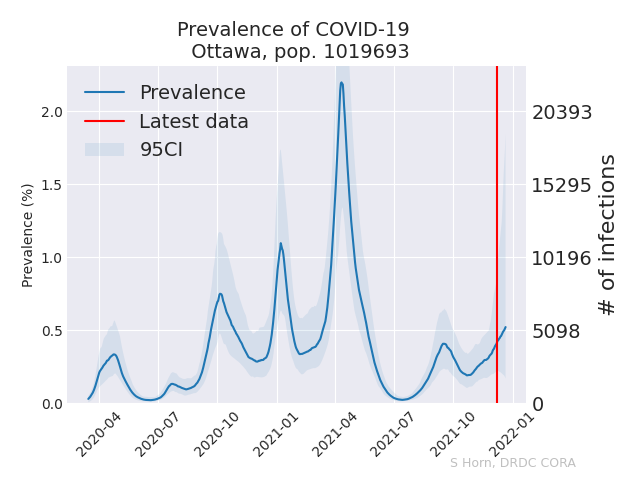 Prevalence of COVID-19
Ottawa, pop. 1019693
Prevalence
Latest data
95CI
Prevalence (%)
2.0
1.5
1.0
0.5
0.0
20393
15295
10196
5098
0
# of infections
2020-04
2020-07
2020-10
2021-01
2021-04
2021-07
2021-10
2022-01
S Horn, DRDC CORA